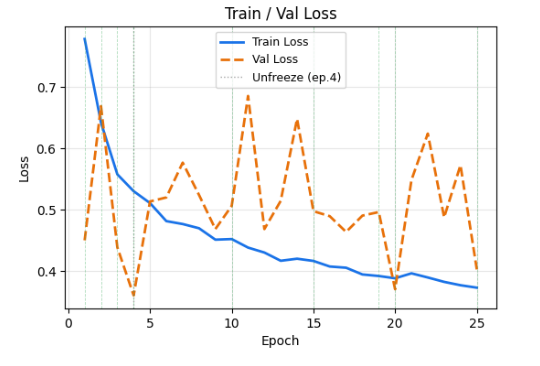 Train / Val Loss
Train Loss
Val Loss
Unfreeze (ep.4)
Loss
0.7
0.6
0.5
0.4
0 5 10 15 20 25
Epoch